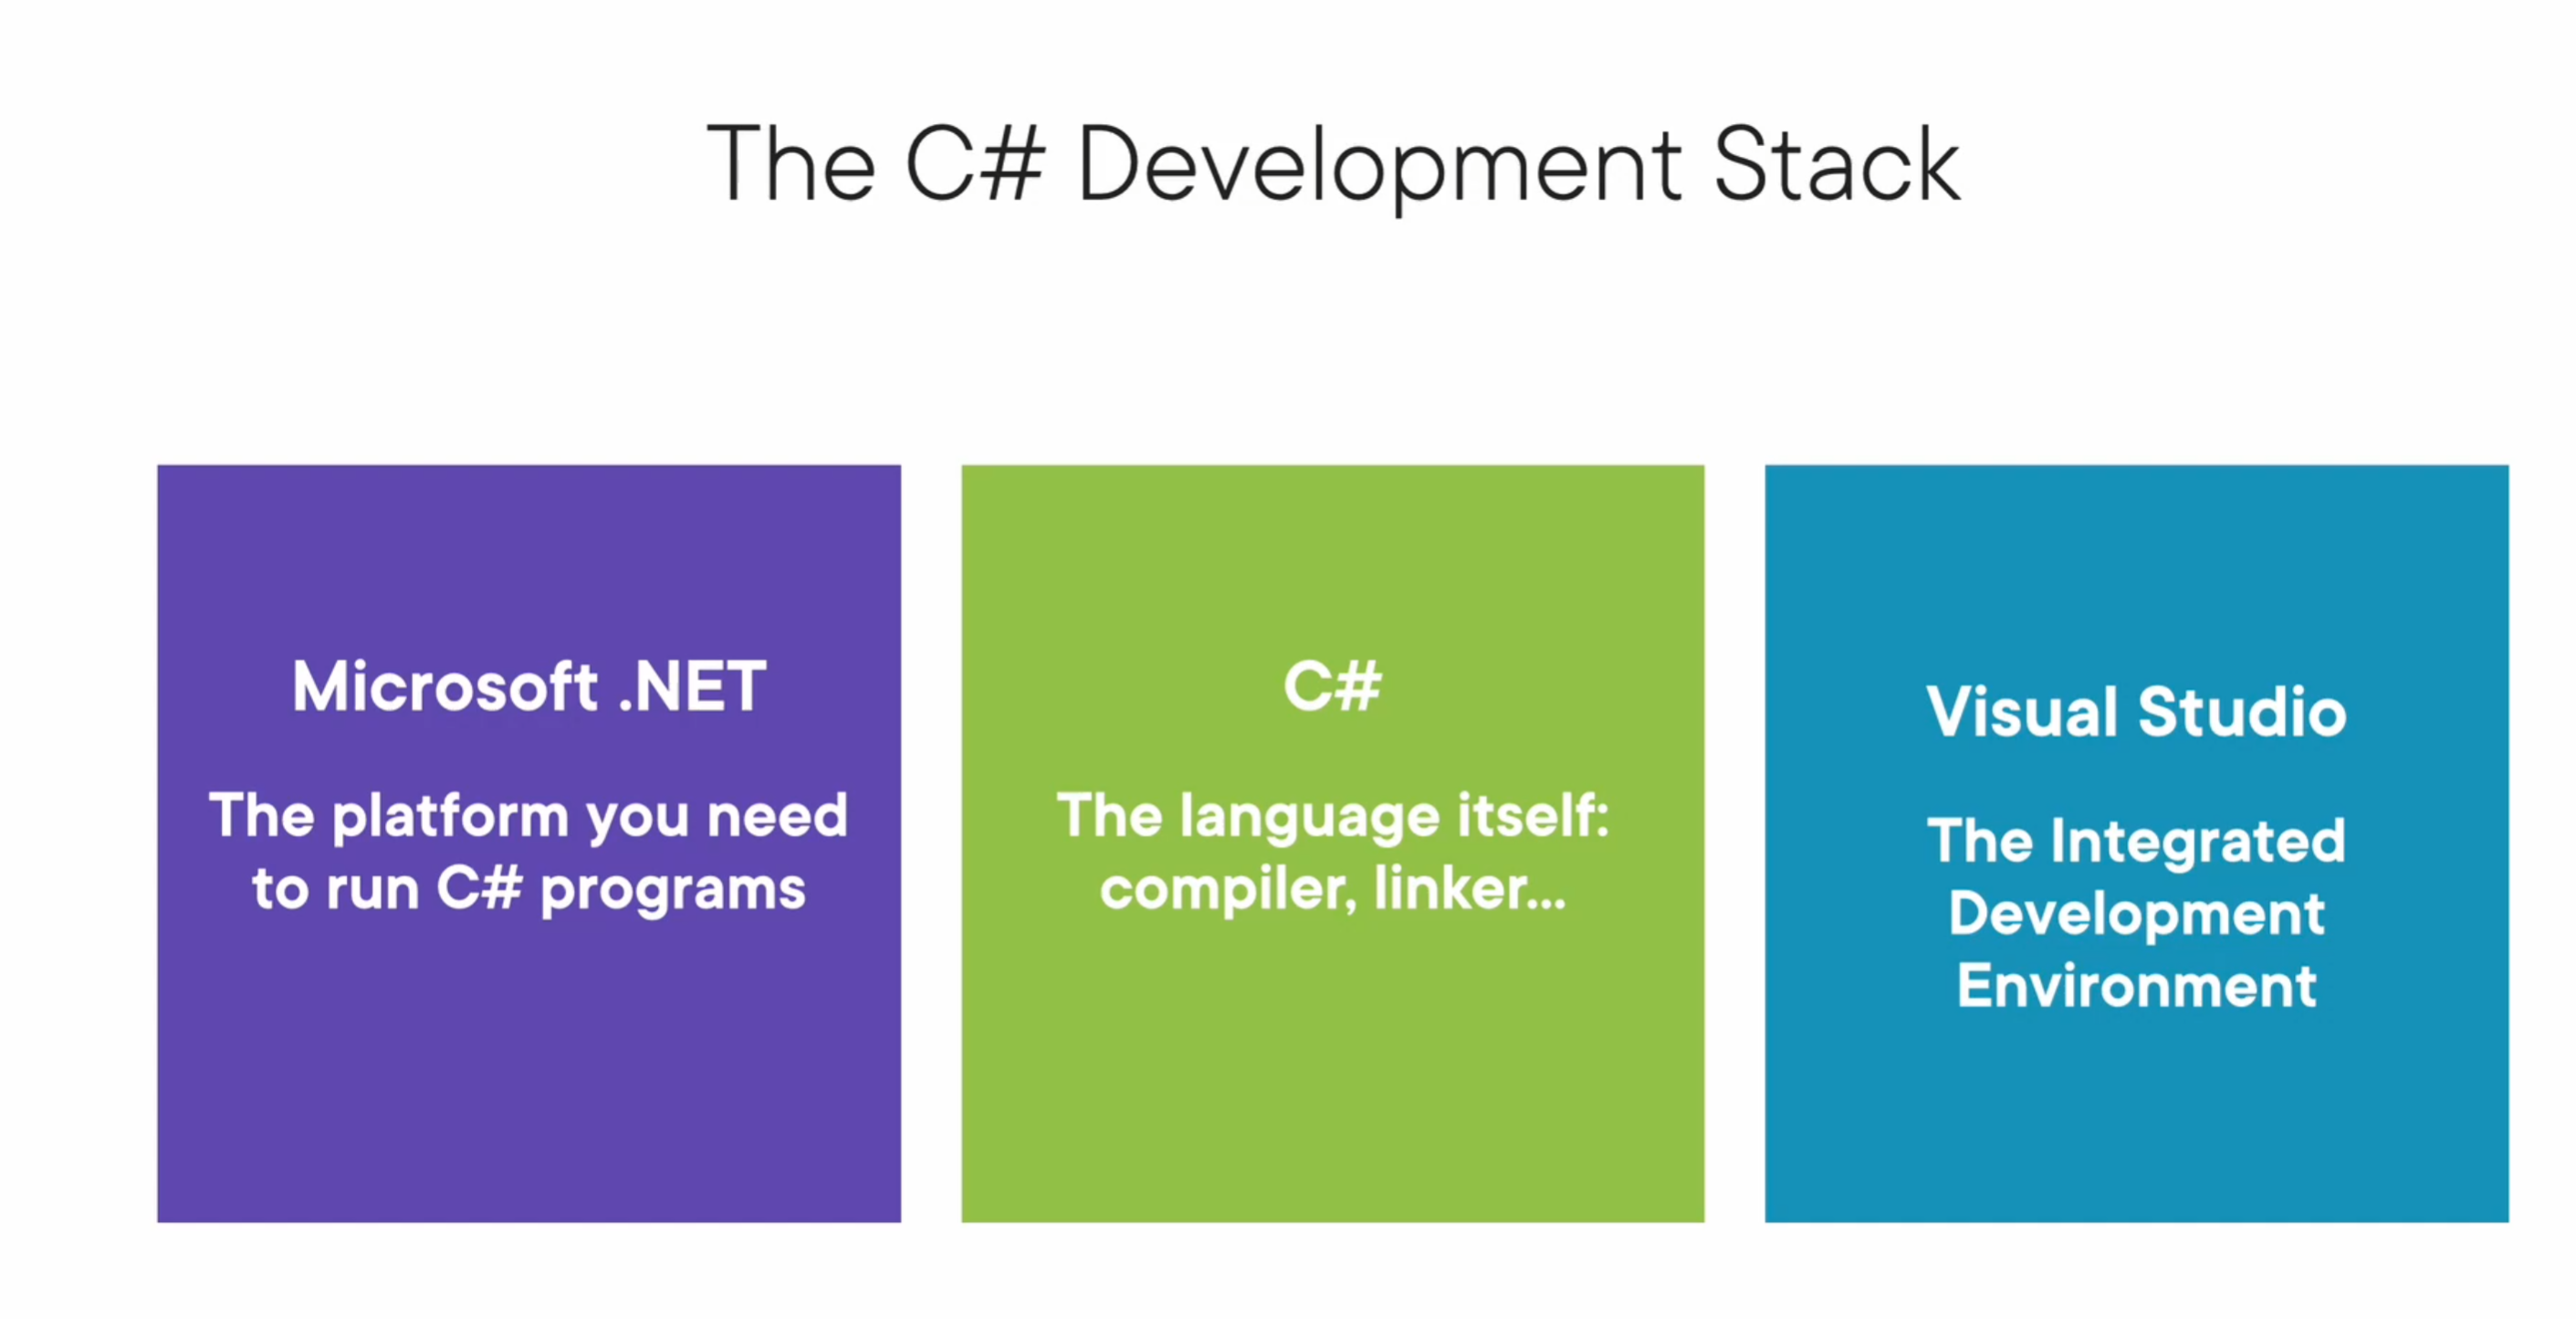 The C# Development Stack
Microsoft .NET
The platform you need
to run C# programs
C#
The language itself:
compiler, linker...
Visual Studio
The Integrated
Development
Environment